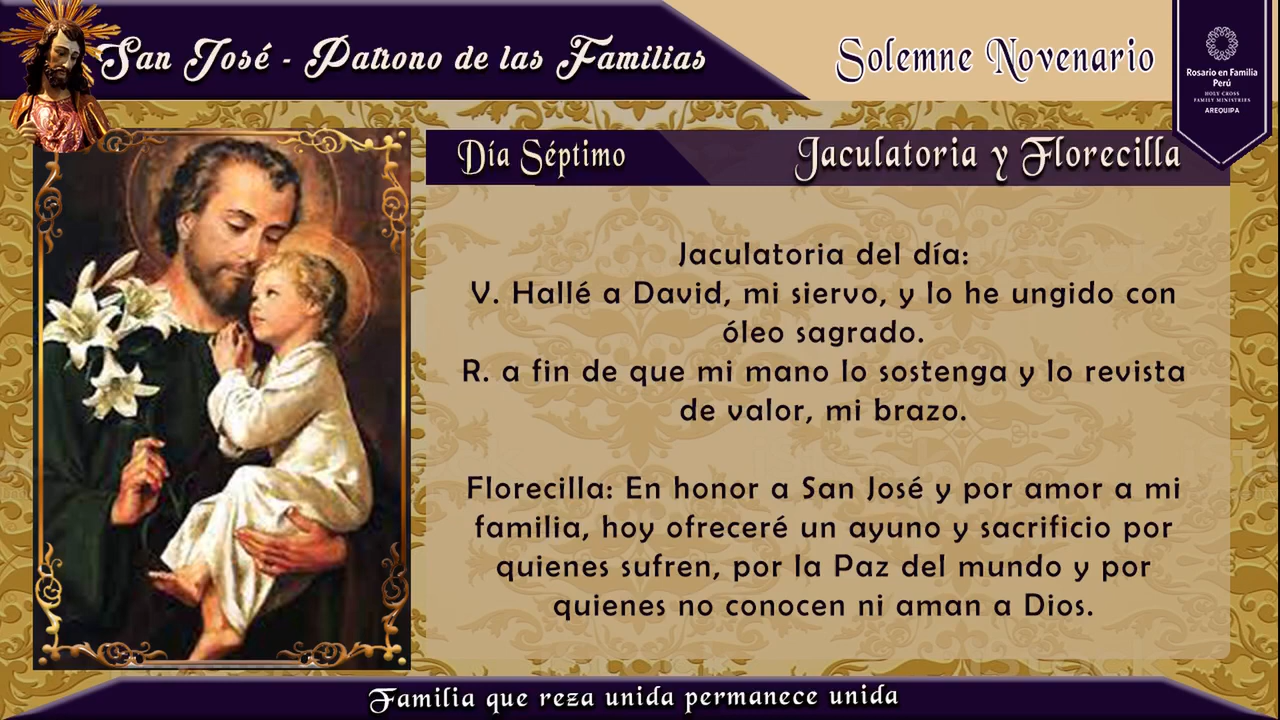 San José - Patrono de las Familias
Solemne Novenario
Rosario en Familia
Perú
HOLY CROSS
FAMILY MINISTRIES
AREQUIPA
Día Séptimo
Jaculatoria y Florecilla
Jaculatoria del día:
V. Hallé a David, mi siervo, y lo he ungido con
óleo sagrado.
R. a fin de que mi mano lo sostenga y lo revista
de valor, mi brazo.
Florecilla: En honor a San José y por amor a mi
familia, hoy ofreceré un ayuno y sacrificio por
quienes sufren, por la Paz del mundo y por
quienes no conocen ni aman a Dios.
Familia que reza unida permanece unida